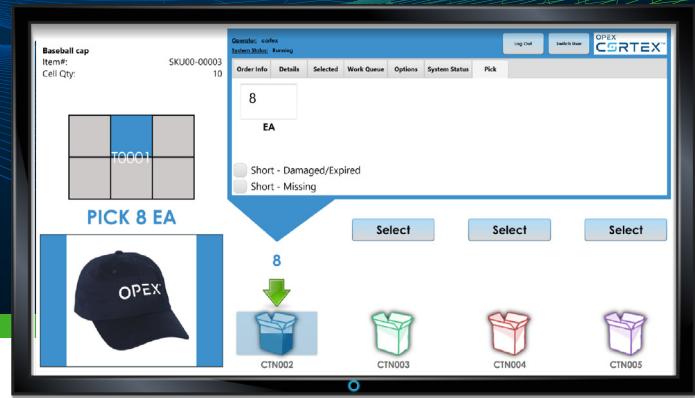 Baseball cap
Item#: SKU00-00003
Cell Qty: 10
T0001
PICK 8 EA
OPEX
Operator: cortex
System Status: Running
Log Out
Switch User
OPEX
CORTEX™
Order Info Details Selected Work Queue Options System Status Pick
8
EA
Short - Damaged/Expired
Short - Missing
Select Select Select
8
CTN002 CTN003 CTN004 CTN005